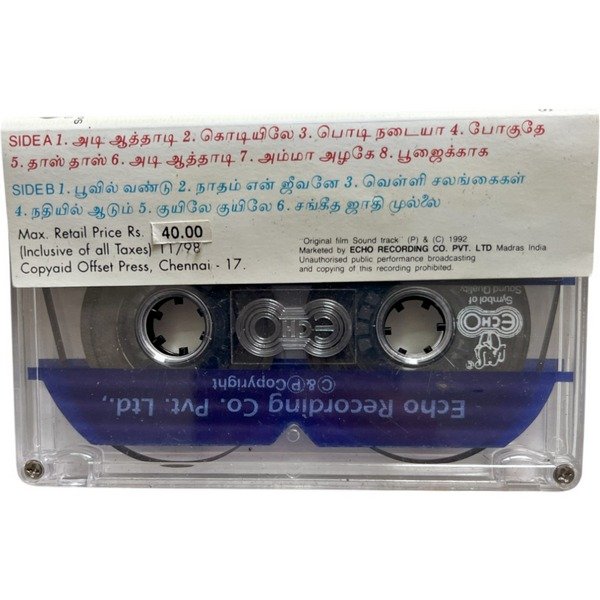 SIDE A 1. அடி ஆத்தாடி 2. கொடியிலே 3. பொடி நடையா 4. போகுதே
5. தாஸ் தாஸ் 6. அடி ஆத்தாடி 7. அம்மா அழகே 8. பூஜைக்காக
SIDE B 1. பூவில் வண்டு 2. நாதம் என் ஜீவனே 3. வெள்ளி சலங்கைகள்
4. நதியில் ஆடும் 5. குயிலே குயிலே 6. சங்கீத ஜாதி முல்லை
Max. Retail Price Rs. 40.00
(Inclusive of all Taxes) 11/98
Copyaid Offset Press, Chennai - 17.
"Original film Sound track" (P) & (C) 1992
Marketed by ECHO RECORDING CO. PVT. LTD Madras India
Unauthorised public performance broadcasting
and copying of this recording prohibited.
ECHO
Symbol of
Sound Quality
ECHO
Echo Recording Co. Pvt. Ltd.,
©&℗Copyright